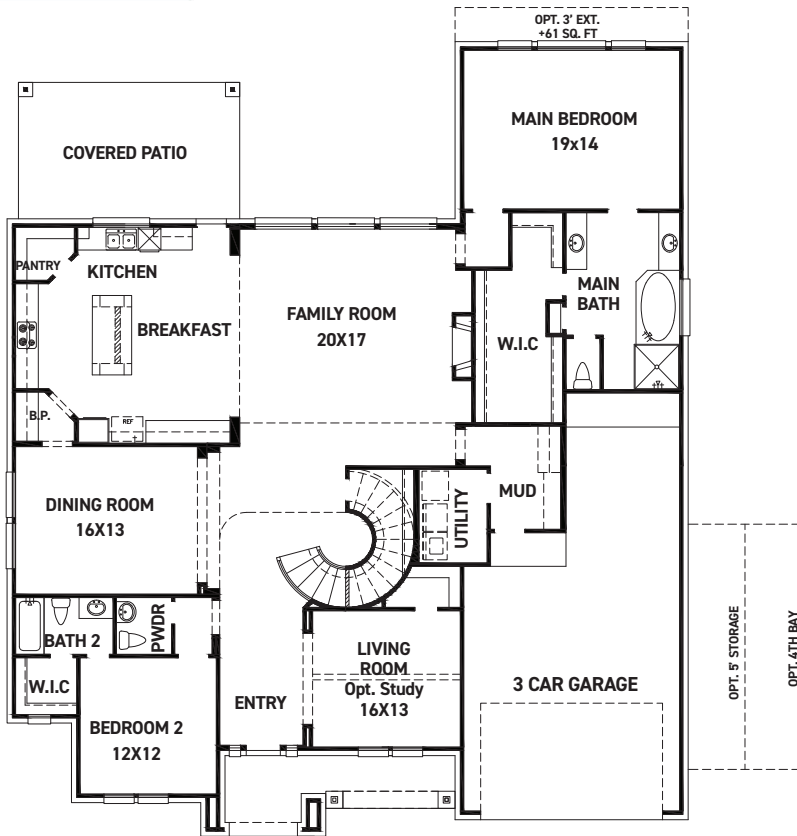 OPT. 3' EXT.
+61 SQ. FT
MAIN BEDROOM
19x14
COVERED PATIO
PANTRY
KITCHEN
BREAKFAST
FAMILY ROOM
20X17
MAIN
BATH
W.I.C
B.P.
REF
DINING ROOM
16X13
UTILITY
MUD
BATH 2
PWDR
W.I.C
BEDROOM 2
12X12
ENTRY
LIVING
ROOM
Opt. Study
16X13
3 CAR GARAGE
OPT. 5' STORAGE
OPT. 4TH BAY